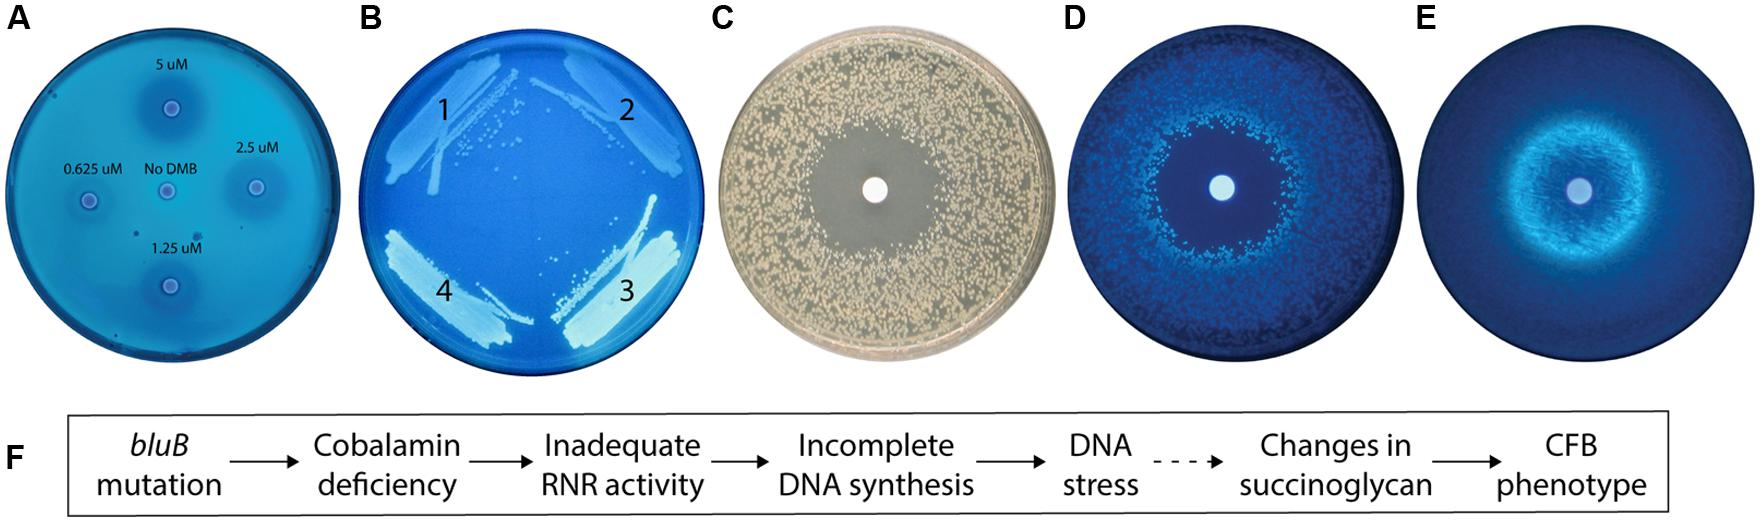 A
B
C
D
E
5 uM
0.625 uM
No DMB
2.5 uM
1.25 uM
1
2
4
3
F
bluB
mutation
Cobalamin
deficiency
Inadequate
RNR activity
Incomplete
DNA synthesis
DNA
stress
Changes in
succinoglycan
CFB
phenotype